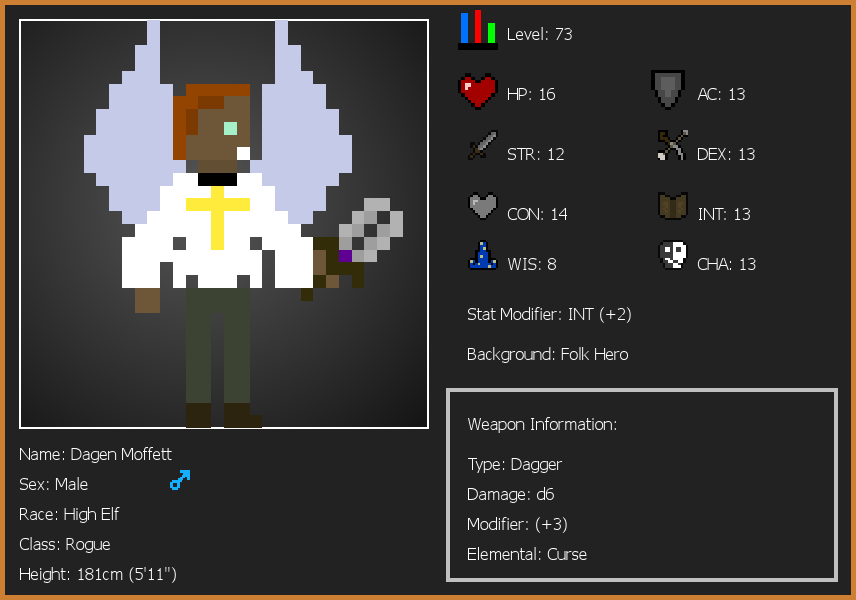 Level: 73
HP: 16
AC: 13
STR: 12
DEX: 13
CON: 14
INT: 13
WIS: 8
CHA: 13
Stat Modifier: INT (+2)
Background: Folk Hero
Weapon Information:
Type: Dagger
Damage: d6
Modifier: (+3)
Elemental: Curse
Name: Dagen Moffett
Sex: Male
Race: High Elf
Class: Rogue
Height: 181cm (5'11")